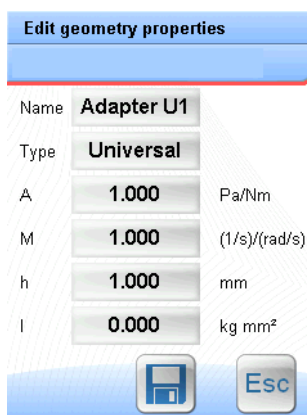 Edit geometry properties
Name Adapter U1
Type Universal
A 1.000 Pa/Nm
M 1.000 (1/s)/(rad/s)
h 1.000 mm
I 0.000 kg mm²
Esc